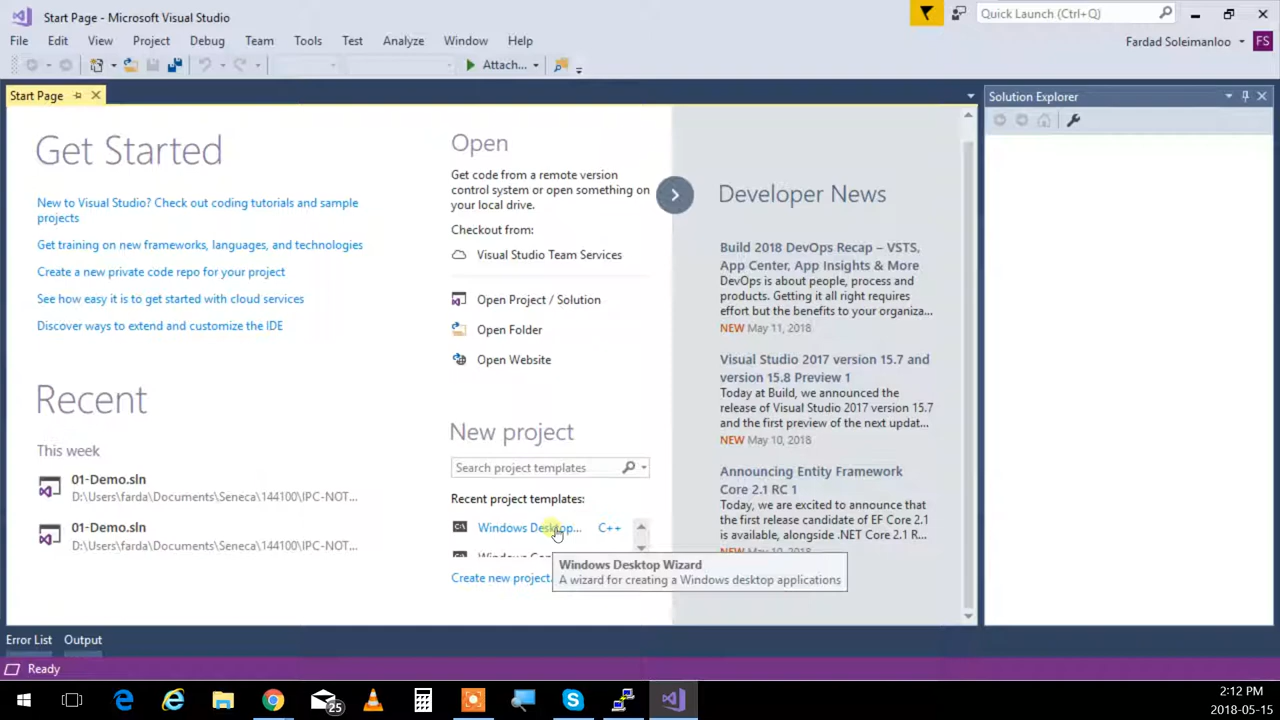 Start Page - Microsoft Visual Studio
Quick Launch (Ctrl+Q)
File Edit View Project Debug Team Tools Test Analyze Window Help
Fardad Soleimanloo
FS
Attach...
Start Page
Solution Explorer
Get Started
New to Visual Studio? Check out coding tutorials and sample
projects
Get training on new frameworks, languages, and technologies
Create a new private code repo for your project
See how easy it is to get started with cloud services
Discover ways to extend and customize the IDE
Recent
This week
01-Demo.sln
D:\Users\farda\Documents\Seneca\144100\IPC-NOT...
01-Demo.sln
D:\Users\farda\Documents\Seneca\144100\IPC-NOT...
Open
Get code from a remote version
control system or open something on
your local drive.
Checkout from:
Visual Studio Team Services
Open Project / Solution
Open Folder
Open Website
New project
Search project templates
Recent project templates:
Windows Desktop... C++
Create new project
Windows Desktop Wizard
A wizard for creating a Windows desktop applications
Developer News
Build 2018 DevOps Recap – VSTS,
App Center, App Insights & More
DevOps is about people, process and
products. Getting it all right requires
effort but the benefits to your organiza...
NEW May 11, 2018
Visual Studio 2017 version 15.7 and
version 15.8 Preview 1
Today at Build, we announced the
release of Visual Studio 2017 version 15.7
and the first preview of the next updat...
NEW May 10, 2018
Announcing Entity Framework
Core 2.1 RC 1
Today, we are excited to announce that
the first release candidate of EF Core 2.1
is available, alongside .NET Core 2.1 R...
NEW May 10, 2018
Error List Output
Ready
25
2:12 PM
2018-05-15